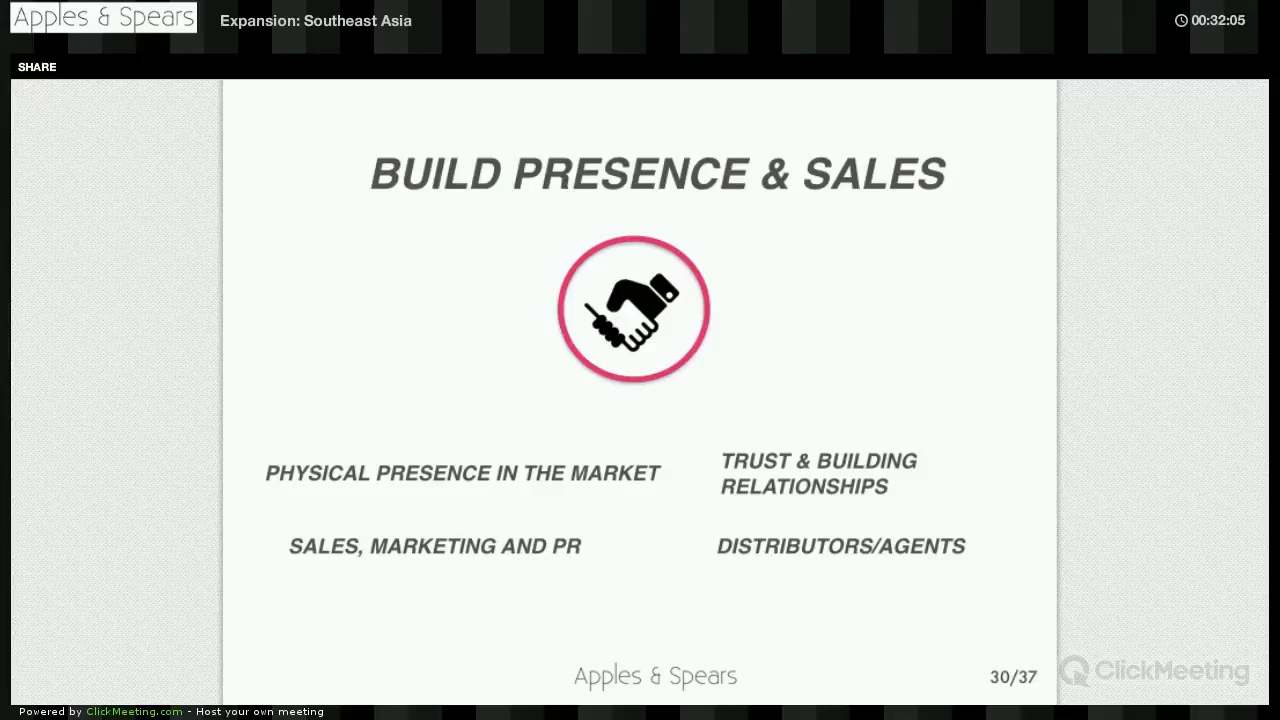 Apples & Spears
Expansion: Southeast Asia
00:32:05
SHARE
BUILD PRESENCE & SALES
PHYSICAL PRESENCE IN THE MARKET
TRUST & BUILDING
RELATIONSHIPS
SALES, MARKETING AND PR
DISTRIBUTORS/AGENTS
Apples & Spears
30/37
ClickMeeting
Powered by ClickMeeting.com - Host your own meeting